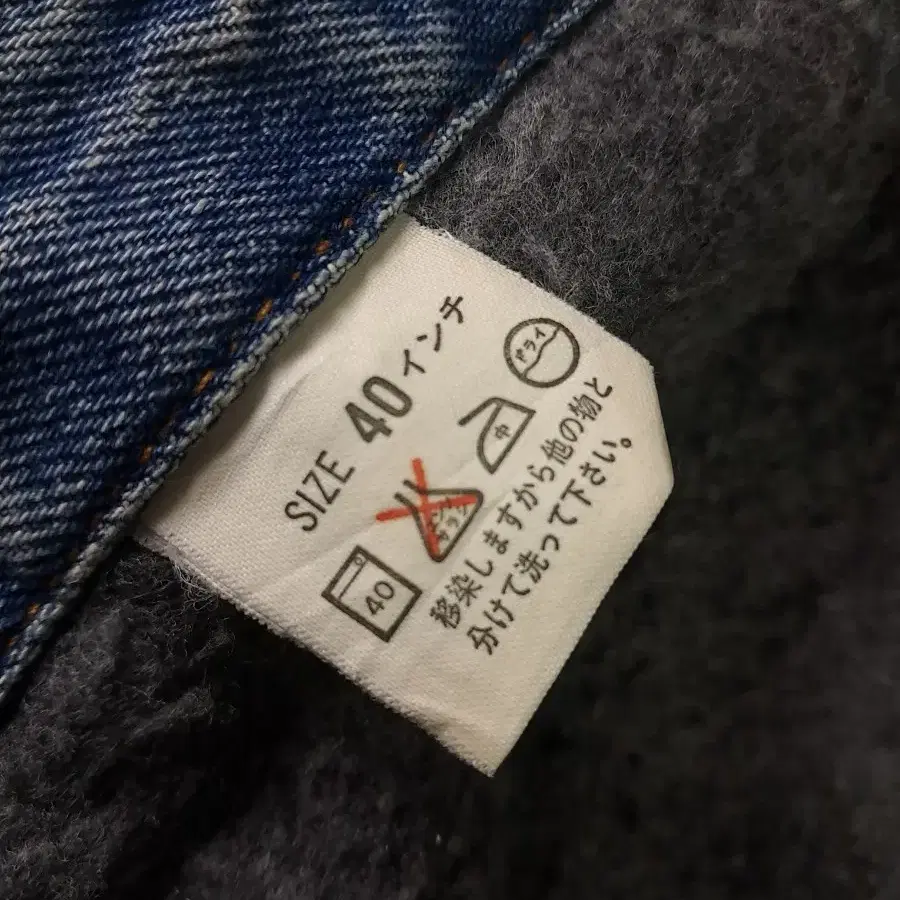 SIZE 40インチ
40
エンソ
サラシ
中
ドライ
移染しますから他の物と
分けて洗って下さい。